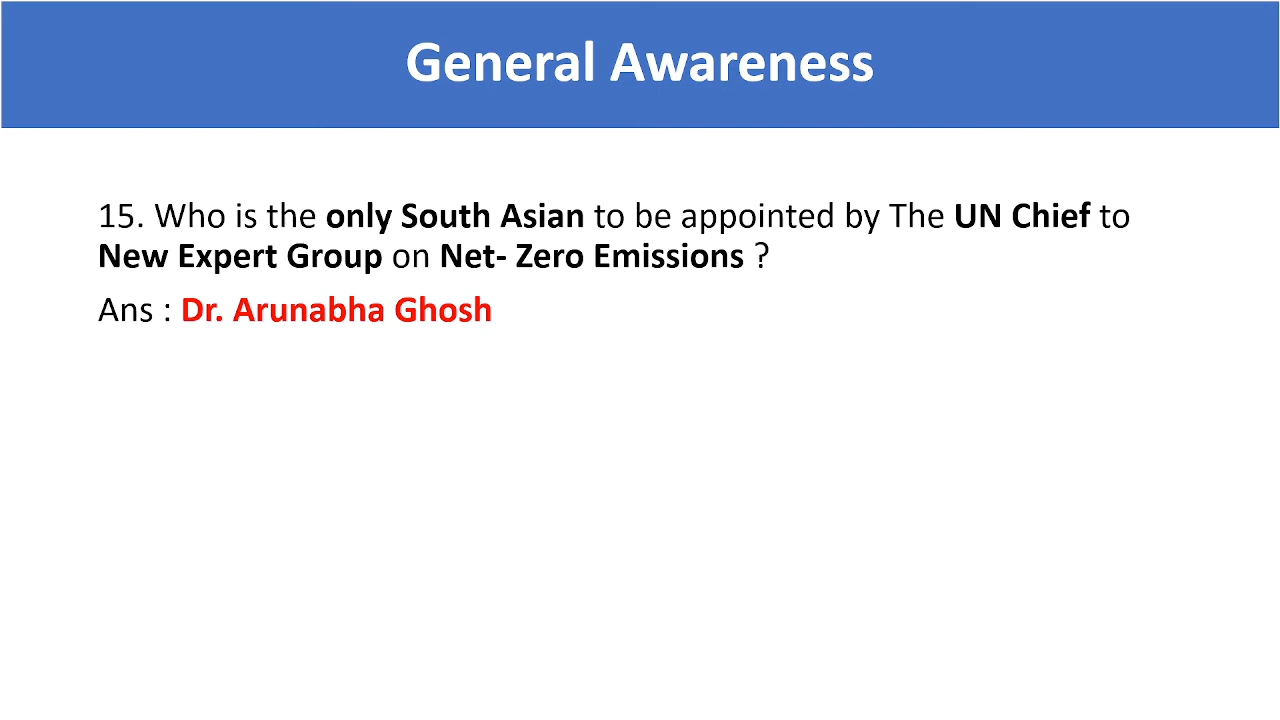 General Awareness
15. Who is the only South Asian to be appointed by The UN Chief to
New Expert Group on Net- Zero Emissions ?
Ans : Dr. Arunabha Ghosh